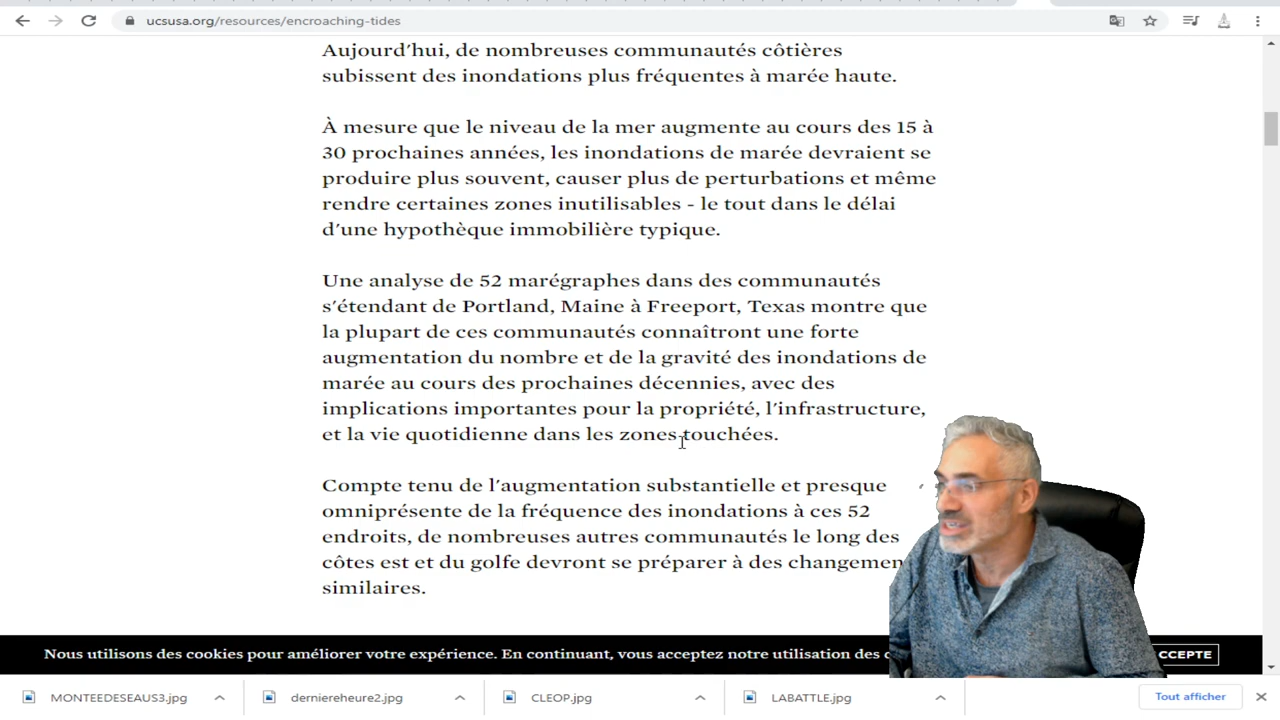 ucsusa.org/resources/encroaching-tides
Aujourd'hui, de nombreuses communautés côtières
subissent des inondations plus fréquentes à marée haute.
À mesure que le niveau de la mer augmente au cours des 15 à
30 prochaines années, les inondations de marée devraient se
produire plus souvent, causer plus de perturbations et même
rendre certaines zones inutilisables - le tout dans le délai
d'une hypothèque immobilière typique.
Une analyse de 52 marégraphes dans des communautés
s'étendant de Portland, Maine à Freeport, Texas montre que
la plupart de ces communautés connaîtront une forte
augmentation du nombre et de la gravité des inondations de
marée au cours des prochaines décennies, avec des
implications importantes pour la propriété, l'infrastructure,
et la vie quotidienne dans les zones touchées.
Compte tenu de l'augmentation substantielle et presque
omniprésente de la fréquence des inondations à ces 52
endroits, de nombreuses autres communautés le long des
côtes est et du golfe devront se préparer à des changemen
similaires.
Nous utilisons des cookies pour améliorer votre expérience. En continuant, vous acceptez notre utilisation des c CCEPTE
MONTEEDESEAUS3.jpg derniereheure2.jpg CLEOP.jpg LABATTLE.jpg Tout afficher